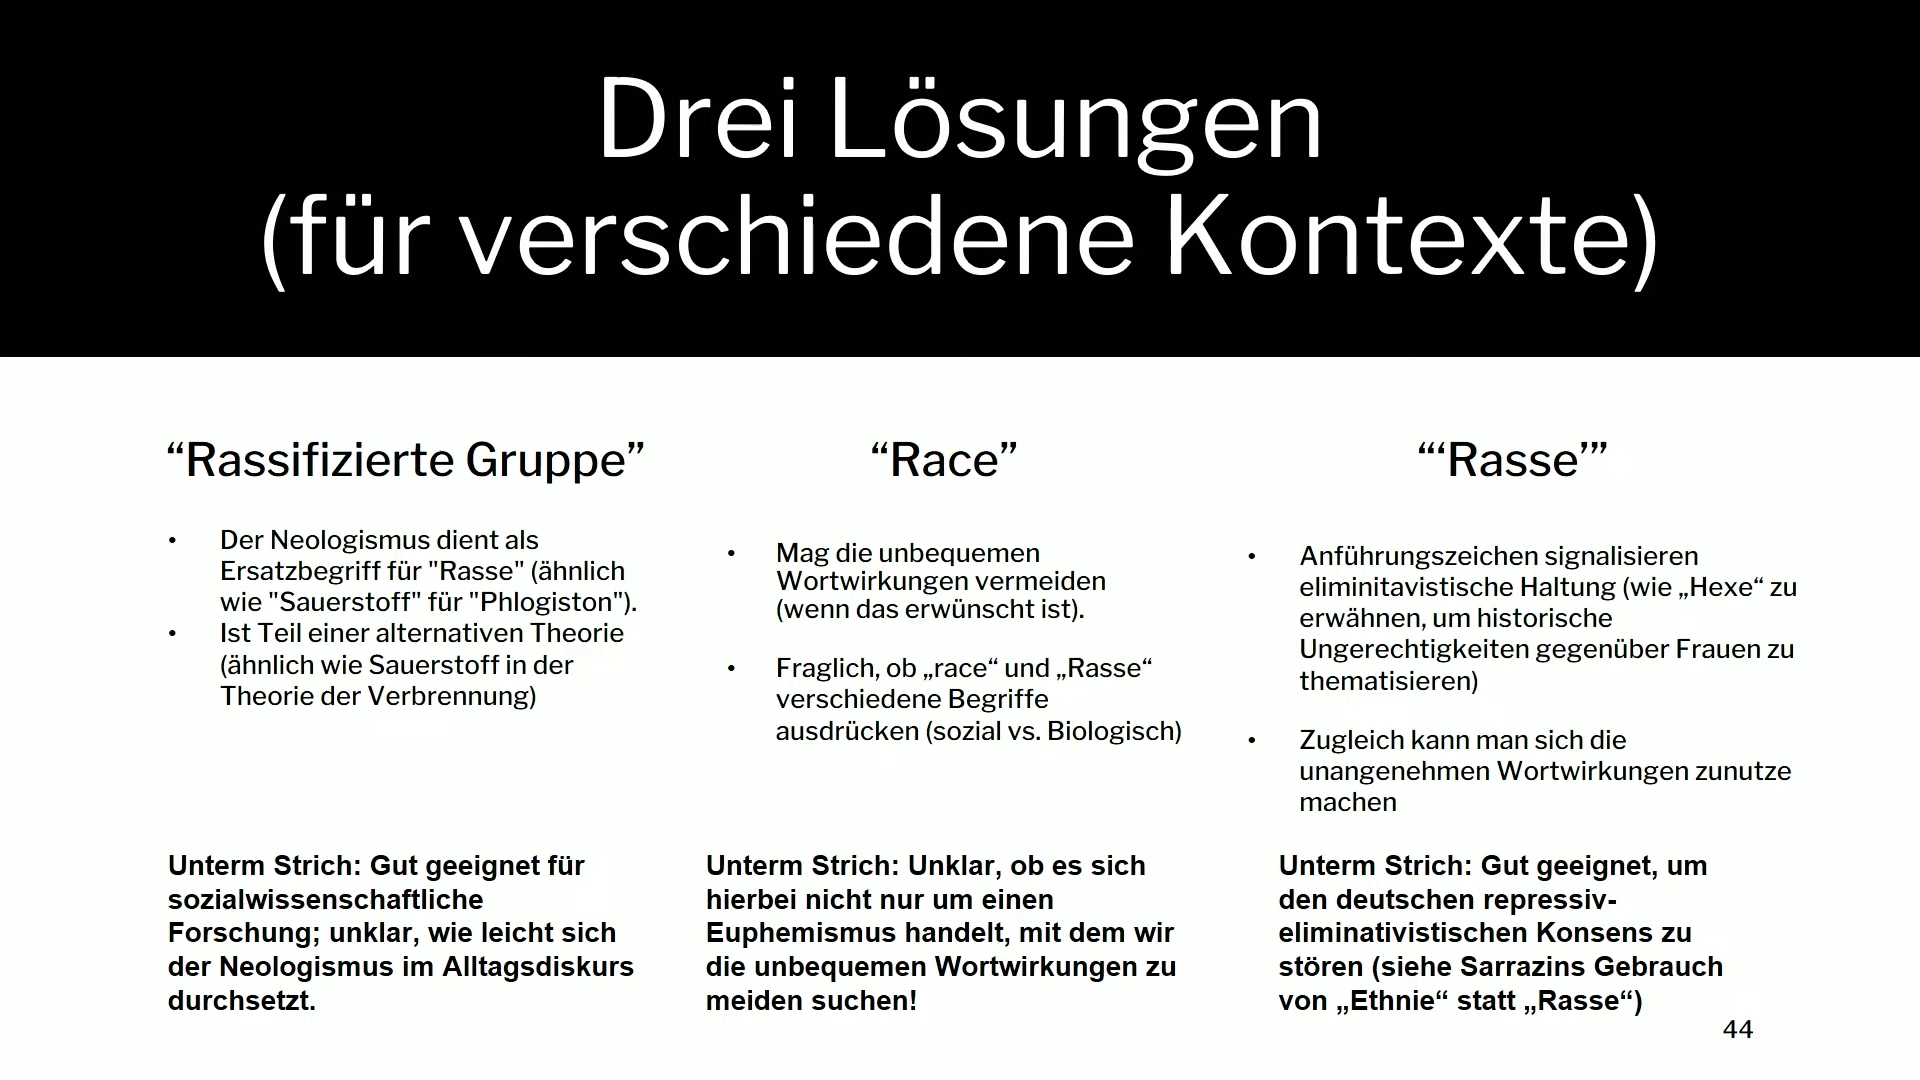 Drei Lösungen
(für verschiedene Kontexte)
“Rassifizierte Gruppe”
• Der Neologismus dient als
Ersatzbegriff für "Rasse" (ähnlich
wie "Sauerstoff" für "Phlogiston").
• Ist Teil einer alternativen Theorie
(ähnlich wie Sauerstoff in der
Theorie der Verbrennung)
Unterm Strich: Gut geeignet für
sozialwissenschaftliche
Forschung; unklar, wie leicht sich
der Neologismus im Alltagsdiskurs
durchsetzt.
“Race”
• Mag die unbequemen
Wortwirkungen vermeiden
(wenn das erwünscht ist).
• Fraglich, ob „race“ und „Rasse“
verschiedene Begriffe
ausdrücken (sozial vs. Biologisch)
Unterm Strich: Unklar, ob es sich
hierbei nicht nur um einen
Euphemismus handelt, mit dem wir
die unbequemen Wortwirkungen zu
meiden suchen!
“‘Rasse’”
• Anführungszeichen signalisieren
eliminitavistische Haltung (wie „Hexe“ zu
erwähnen, um historische
Ungerechtigkeiten gegenüber Frauen zu
thematisieren)
• Zugleich kann man sich die
unangenehmen Wortwirkungen zunutze
machen
Unterm Strich: Gut geeignet, um
den deutschen repressiv-
eliminativistischen Konsens zu
stören (siehe Sarrazins Gebrauch
von „Ethnie“ statt „Rasse“)
44